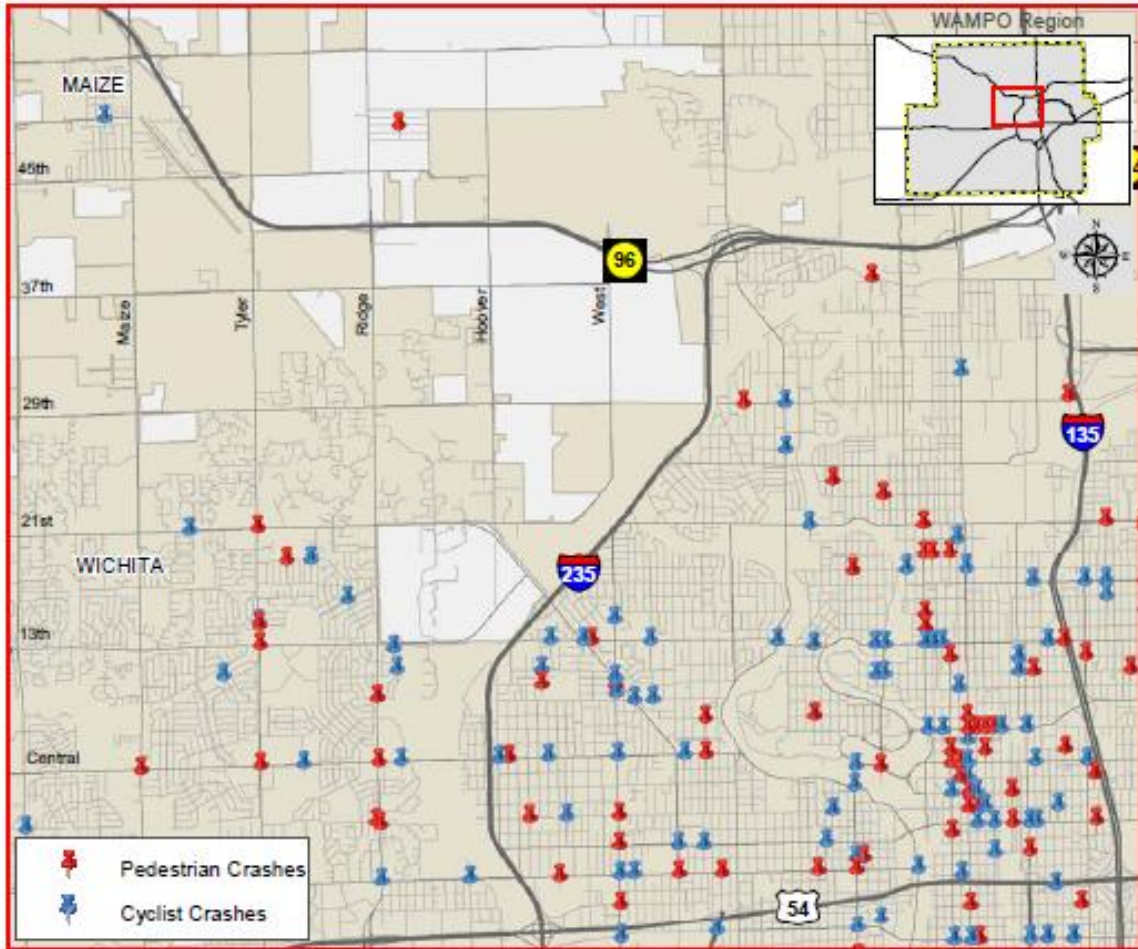 WAMPO Region
MAIZE
46th
96
37th
Maize
Tyler
Ridge
Hoover
West
N
E
S
29th
135
21st
WICHITA
235
13th
Central
Pedestrian Crashes
Cyclist Crashes
54